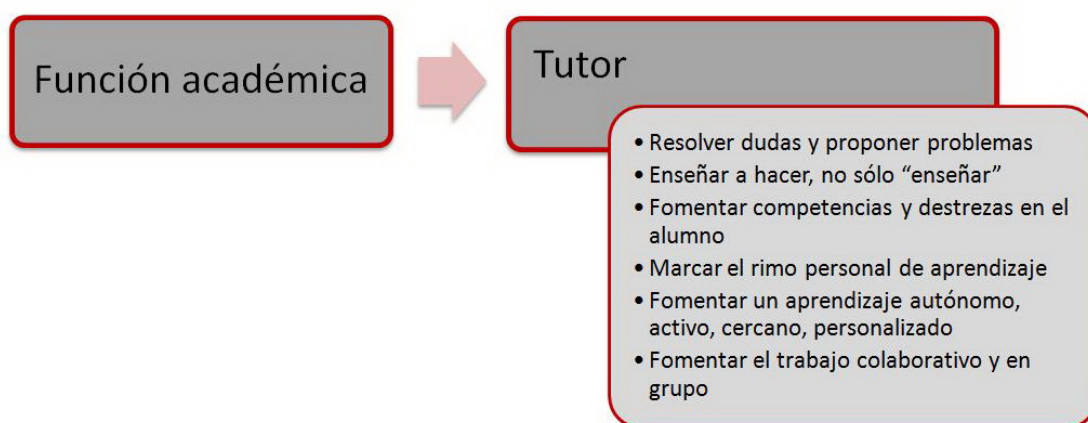 Función académica
Tutor
• Resolver dudas y proponer problemas
• Enseñar a hacer, no sólo “enseñar”
• Fomentar competencias y destrezas en el
alumno
• Marcar el rimo personal de aprendizaje
• Fomentar un aprendizaje autónomo,
activo, cercano, personalizado
• Fomentar el trabajo colaborativo y en
grupo